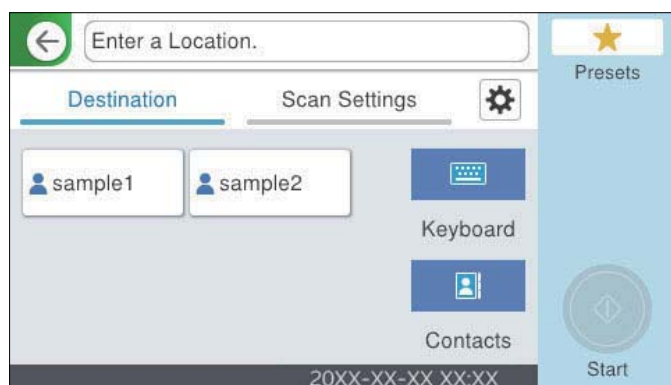 Enter a Location.
Presets
Destination
Scan Settings
sample1
sample2
Keyboard
Contacts
Start
20XX-XX-XX XX:XX